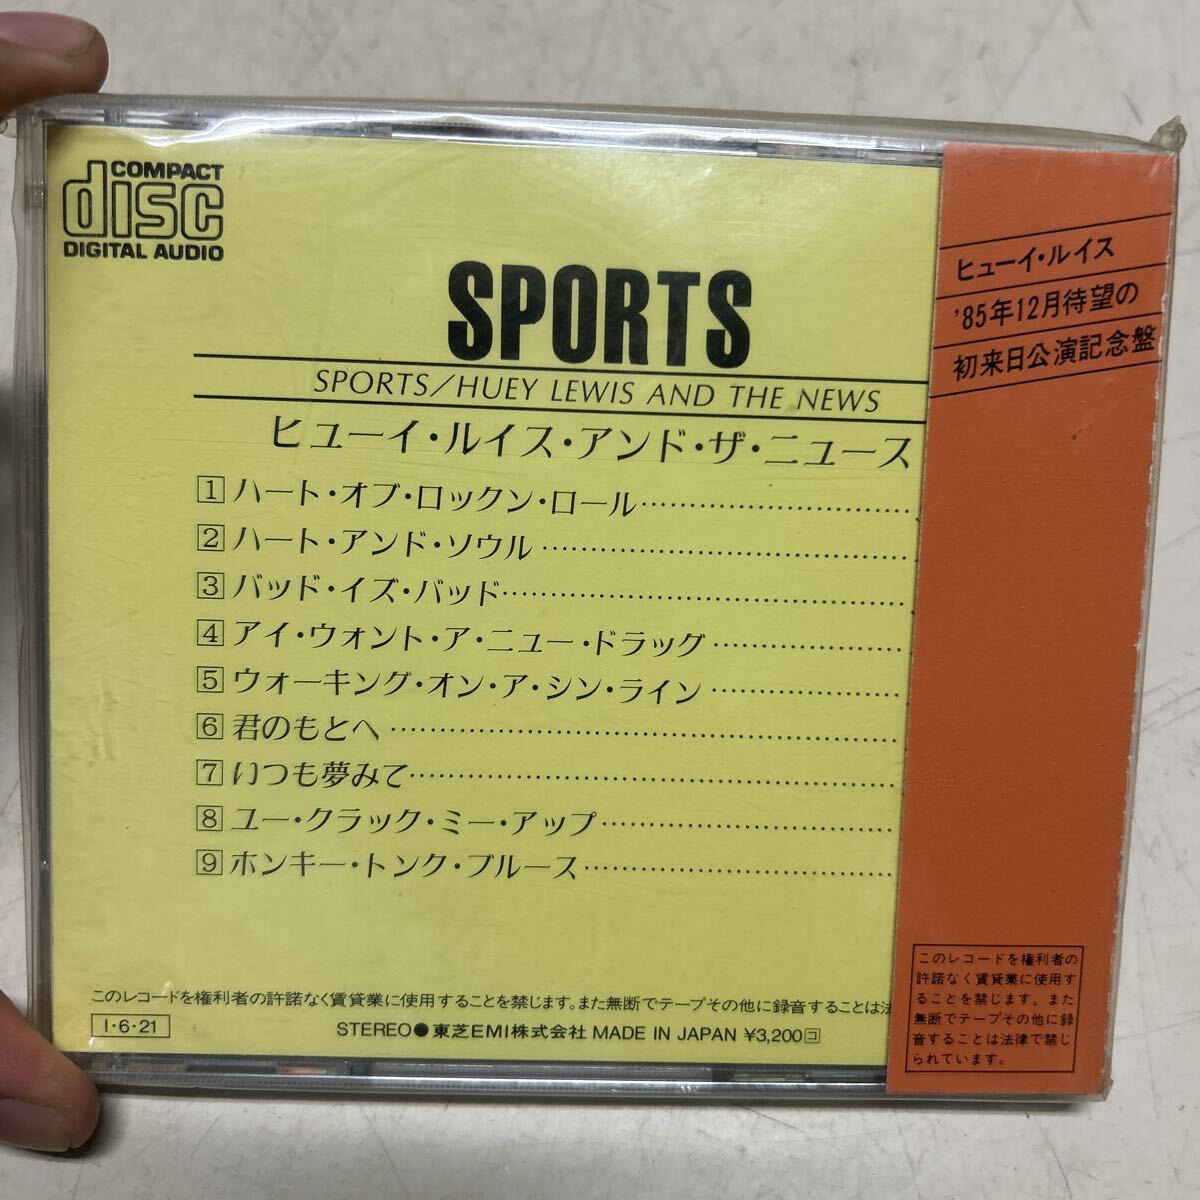 COMPACT
disc
DIGITAL AUDIO
SPORTS
SPORTS/HUEY LEWIS AND THE NEWS
ヒューイ・ルイス・アンド・ザ・ニュース
1 ハート・オブ・ロックン・ロール
2 ハート・アンド・ソウル
3 バッド・イズ・バッド
4 アイ・ウォント・ア・ニュー・ドラッグ
5 ウォーキング・オン・ア・シン・ライン
6 君のもとへ
7 いつも夢みて
8 ユー・クラック・ミー・アップ
9 ホンキー・トンク・ブルース
このレコードを権利者の許諾なく賃貸業に使用することを禁じます。また無断でテープその他に録音することは法
I・6・21
STEREO●東芝EMI株式会社 MADE IN JAPAN ¥3,200コ
ヒューイ・ルイス
'85年12月待望の
初来日公演記念盤
このレコードを権利者の
許諾なく賃貸業に使用す
ることを禁じます。また
無断でテープその他に録
音することは法律で禁じ
られています。